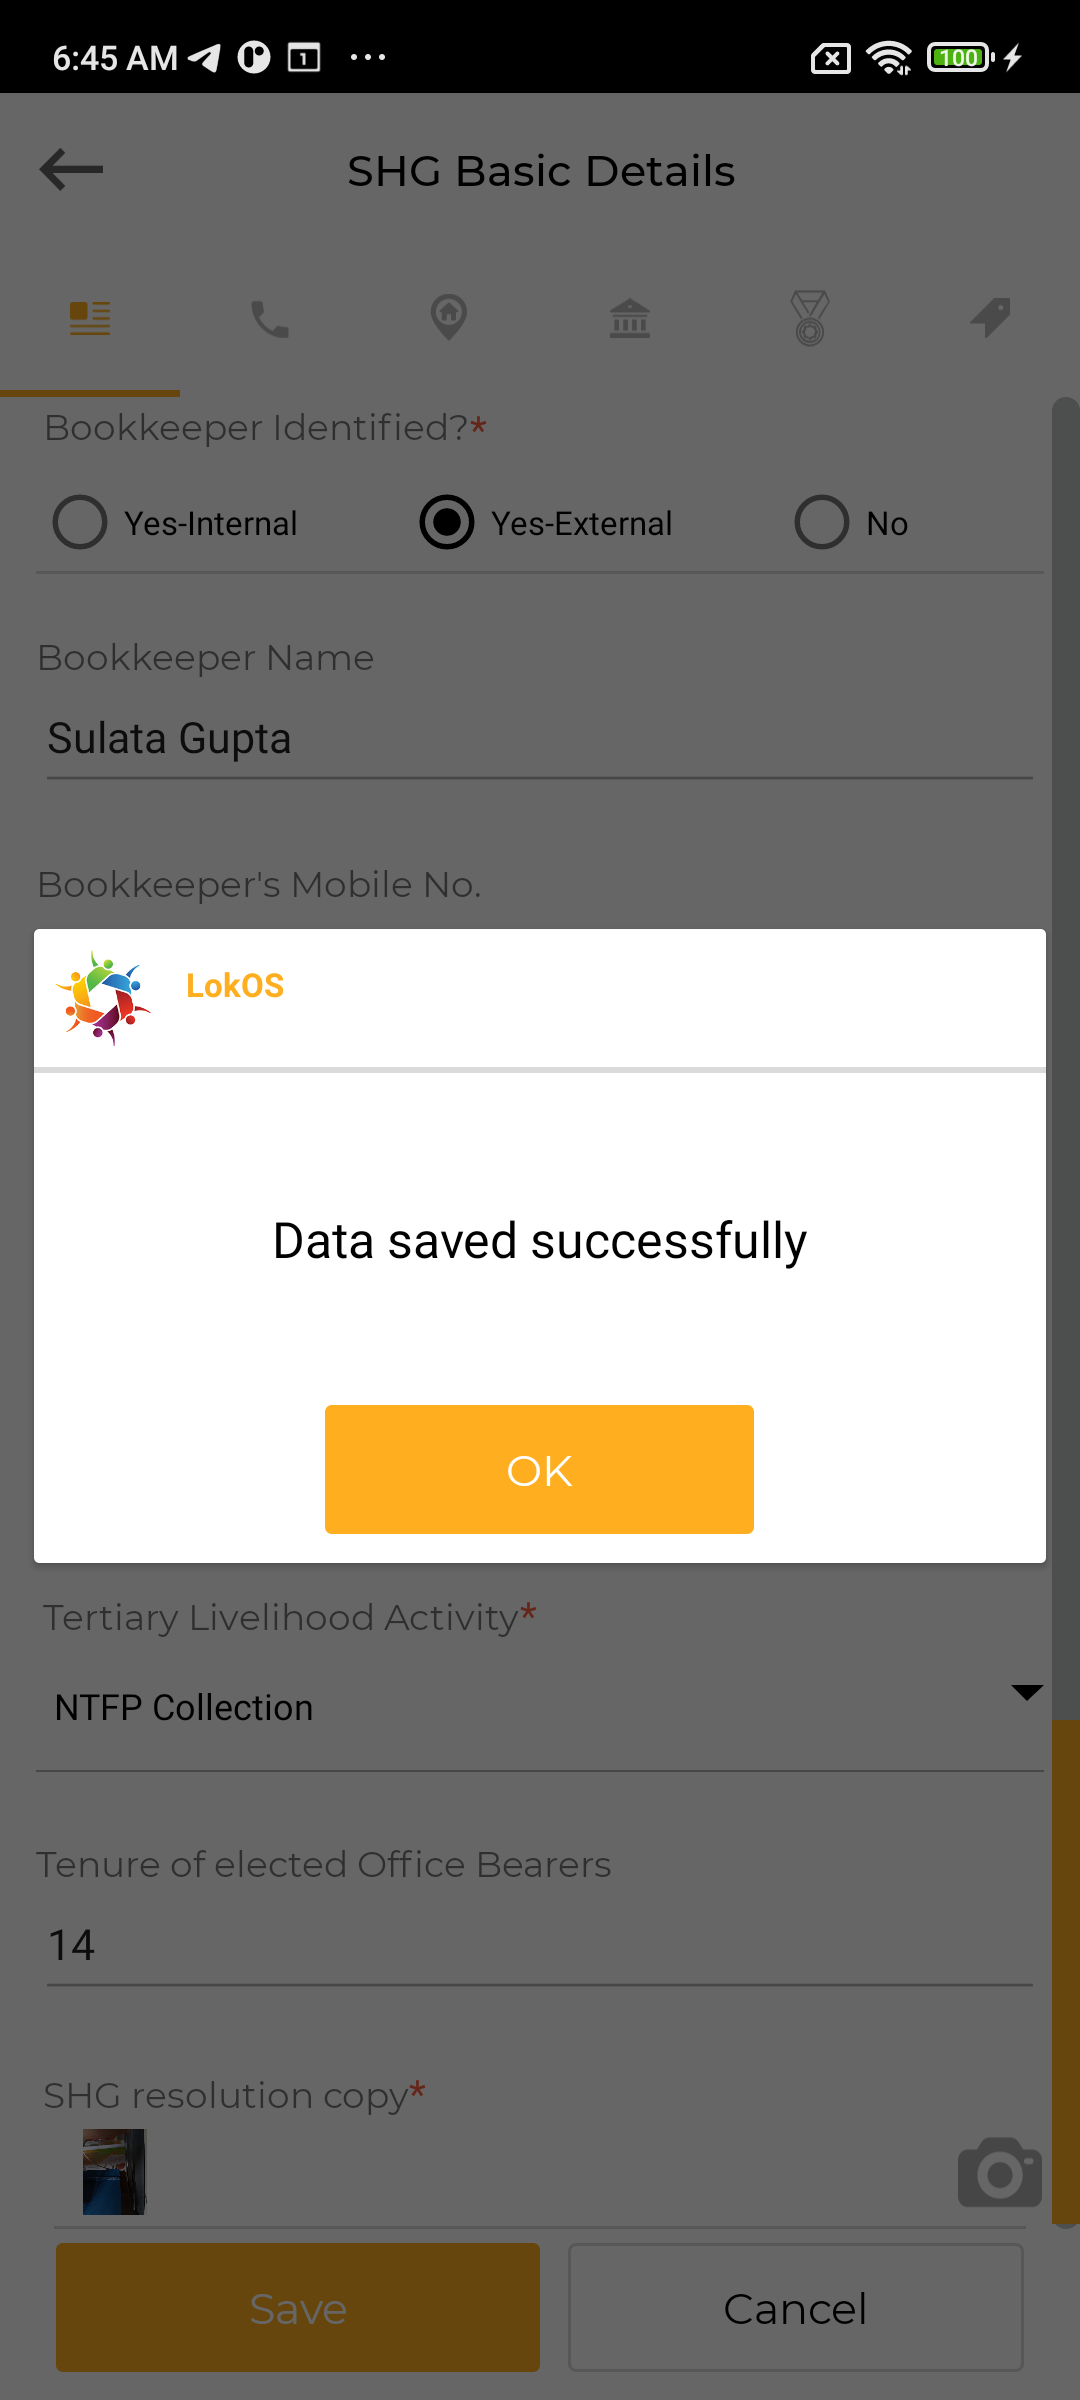 6:45 AM
1
100
SHG Basic Details
Bookkeeper Identified?*
Yes-Internal
Yes-External
No
Bookkeeper Name
Sulata Gupta
Bookkeeper's Mobile No.
LokOS
Data saved successfully
OK
Tertiary Livelihood Activity*
NTFP Collection
Tenure of elected Office Bearers
14
SHG resolution copy*
Save
Cancel